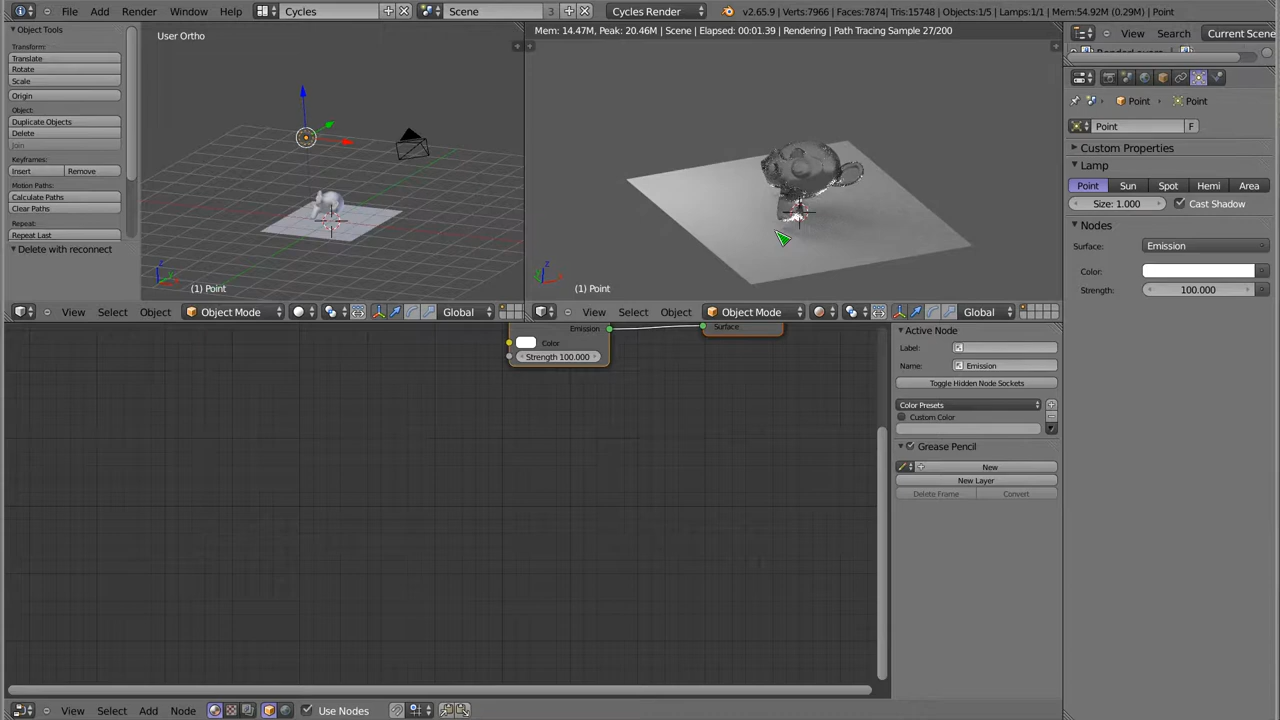 File Add Render Window Help Cycles Scene 3 Cycles Render v2.65.9 | Verts:7966 | Faces:7874| Tris:15748 | Objects:1/5 | Lamps:1/1 | Mem:54.92M (0.29M) | Point
Object Tools
Transform:
Translate
Rotate
Scale
Origin
Object:
Duplicate Objects
Delete
Join
Keyframes:
Insert Remove
Motion Paths:
Calculate Paths
Clear Paths
Repeat:
Repeat Last
Delete with reconnect
User Ortho
(1) Point
View Select Object Object Mode Global
Mem: 14.47M, Peak: 20.46M | Scene | Elapsed: 00:01.39 | Rendering | Path Tracing Sample 27/200
(1) Point
View Select Object Object Mode Global
View Search Current Scene
Point Point
Point F
Custom Properties
Lamp
Point Sun Spot Hemi Area
Size: 1.000 Cast Shadow
Nodes
Surface: Emission
Color:
Strength: 100.000
Emission
Color
Strength 100.000
Surface
Active Node
Label:
Name: Emission
Toggle Hidden Node Sockets
Color Presets
Custom Color
Grease Pencil
New
New Layer
Delete Frame Convert
View Select Add Node Use Nodes